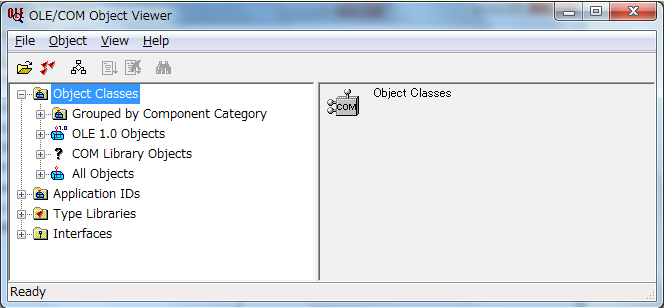 OLE/COM Object Viewer
File Object View Help
Object Classes
Grouped by Component Category
OLE 1.0 Objects
COM Library Objects
All Objects
Application IDs
Type Libraries
Interfaces
COM
Object Classes
Ready